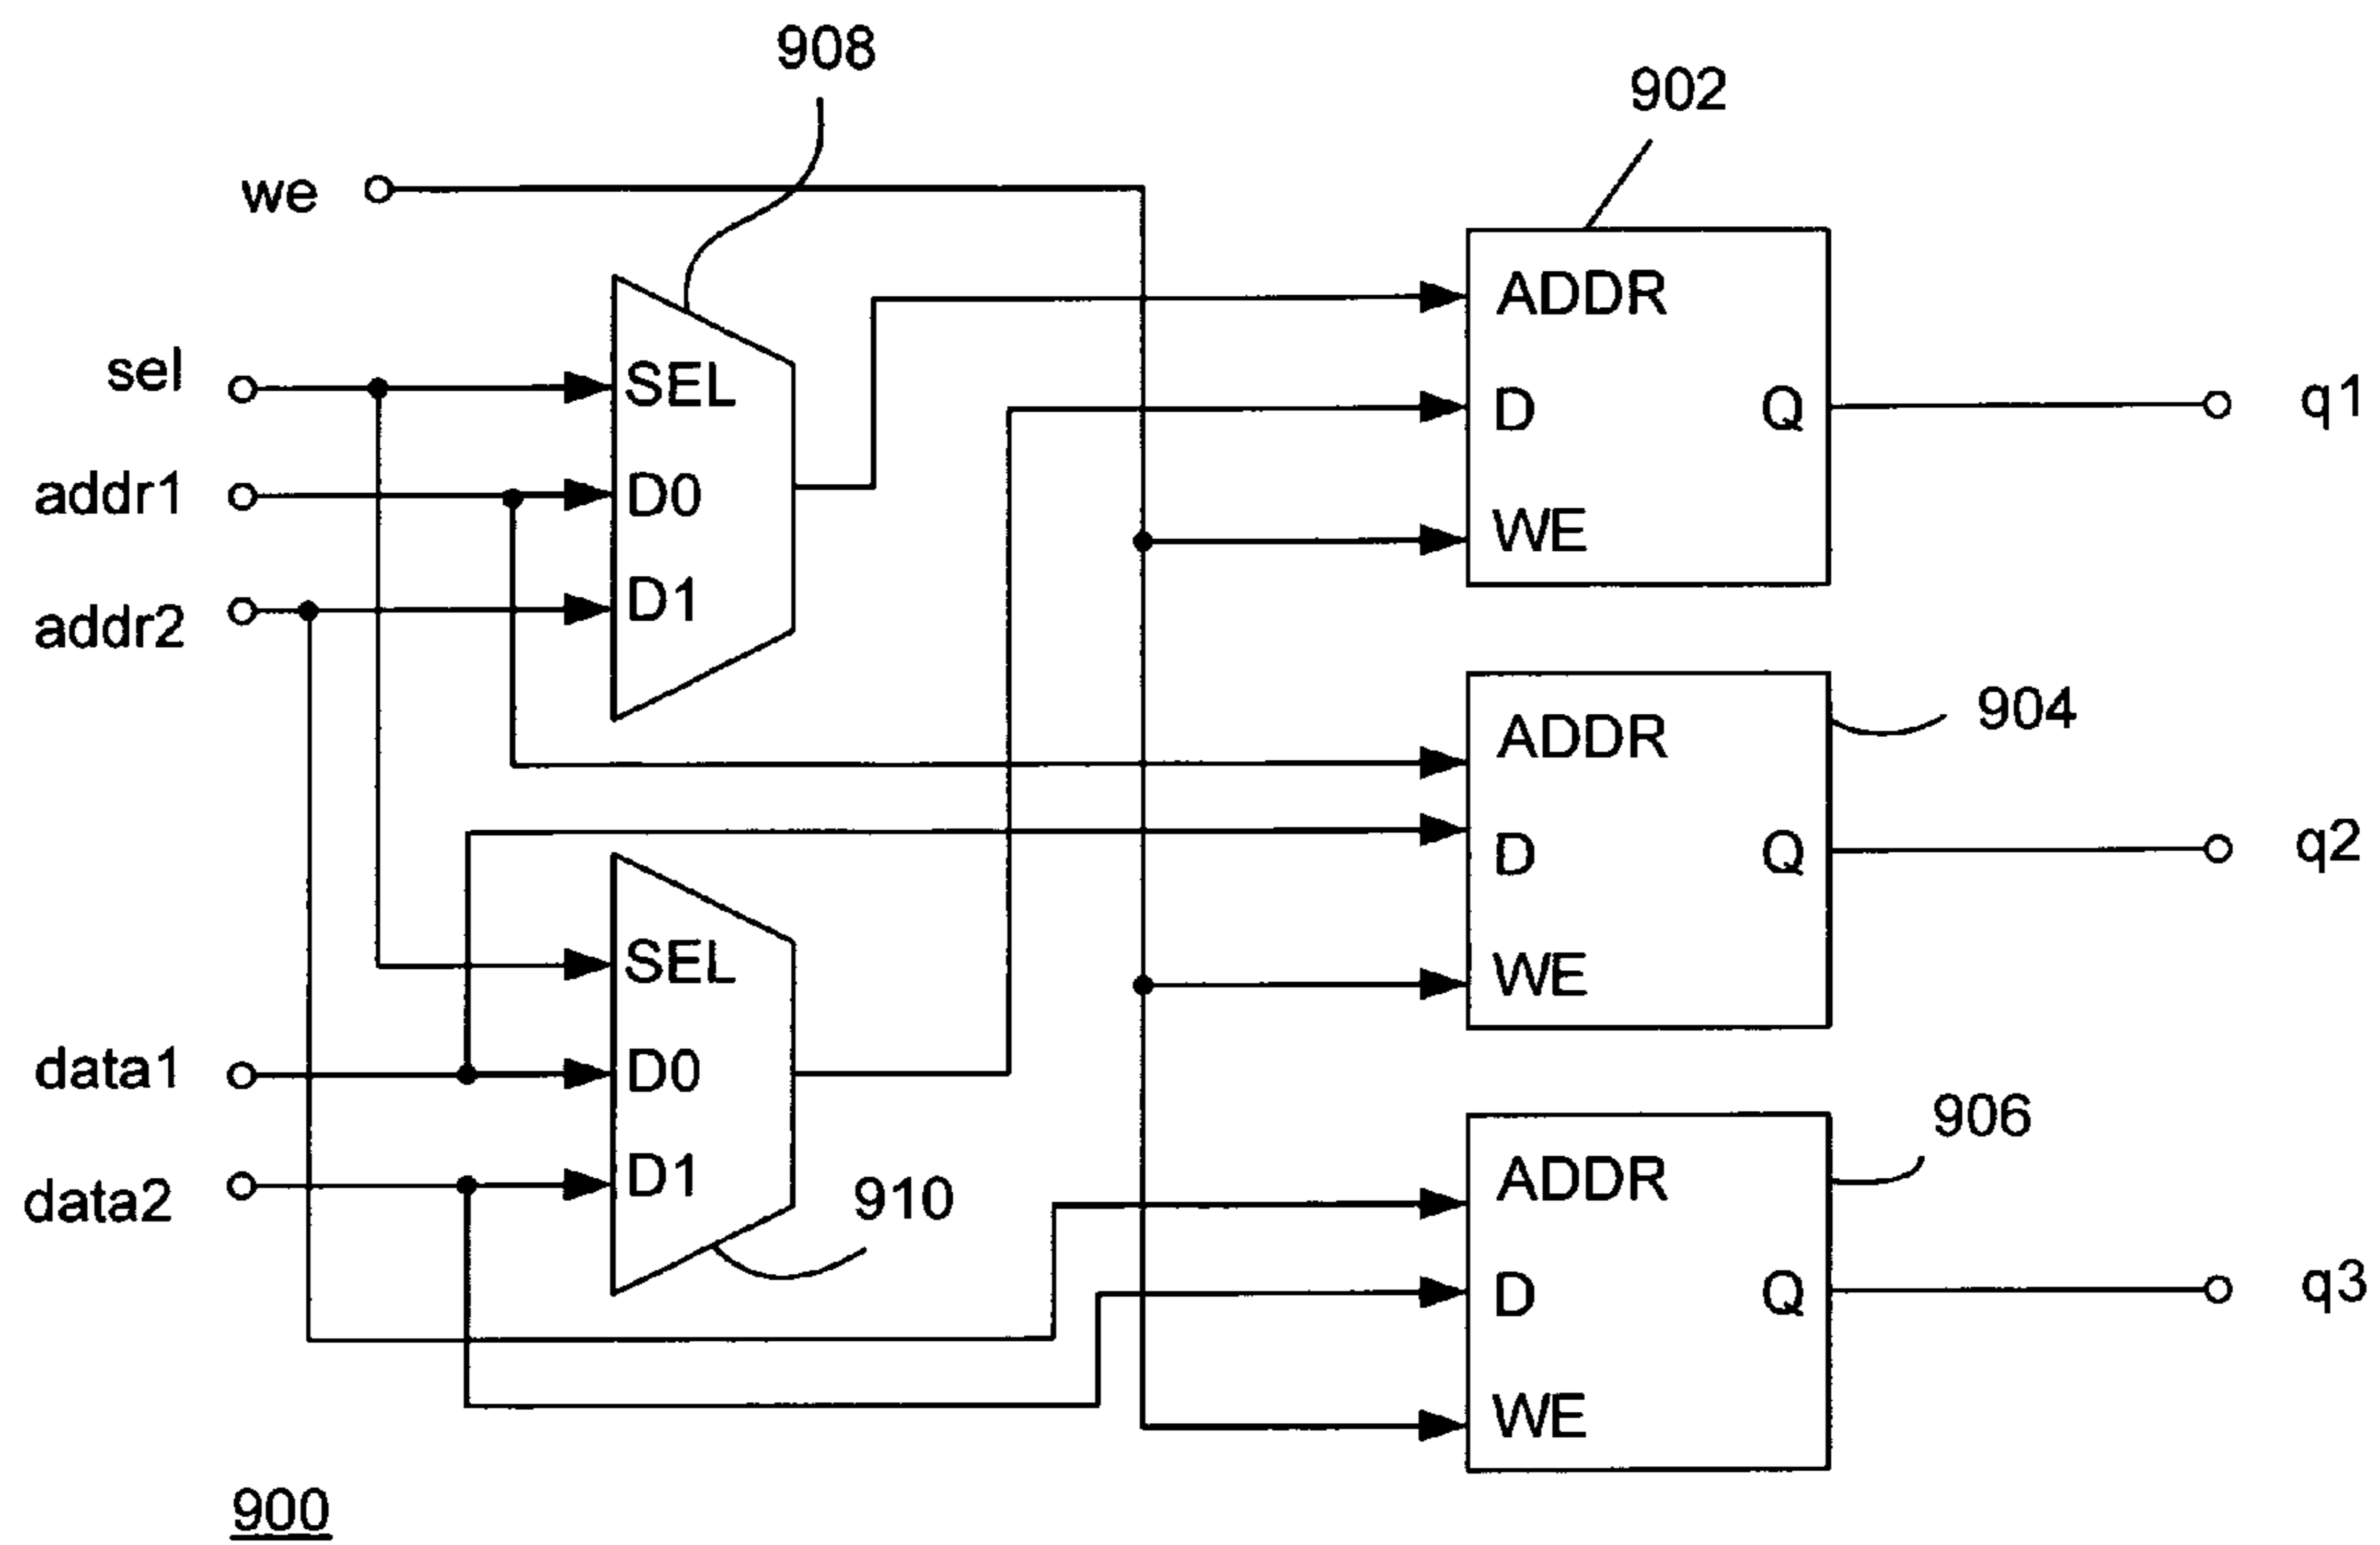 908
902
we
sel
addr1
addr2
SEL
D0
D1
ADDR
D
WE
Q
q1
904
ADDR
D
WE
Q
q2
data1
data2
SEL
D0
D1
910
906
ADDR
D
WE
Q
q3
900